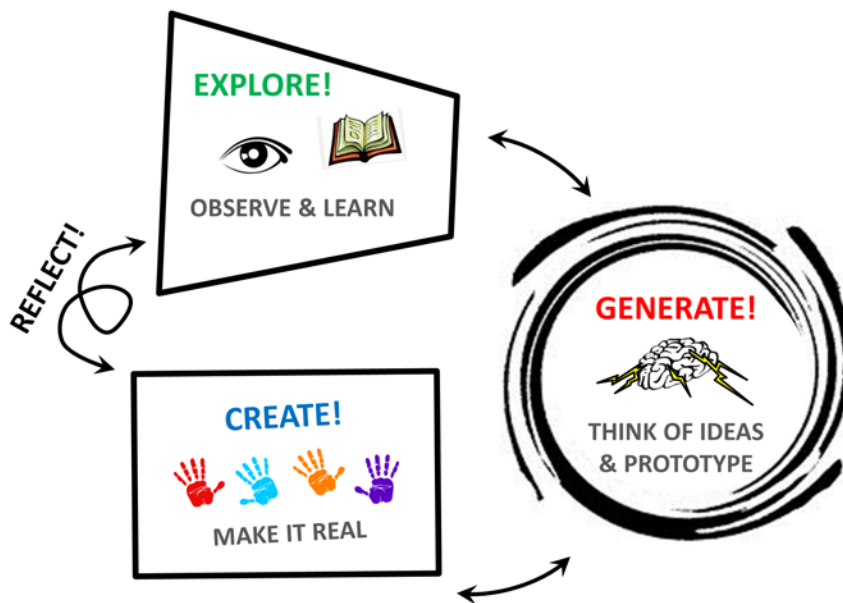 EXPLORE!
OBSERVE & LEARN
REFLECT!
GENERATE!
THINK OF IDEAS
& PROTOTYPE
CREATE!
MAKE IT REAL